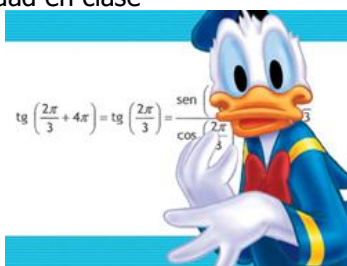 dad en clase
tg (2π/3 + 4π) = tg (2π/3) = sen ( / cos (2π/3) 3